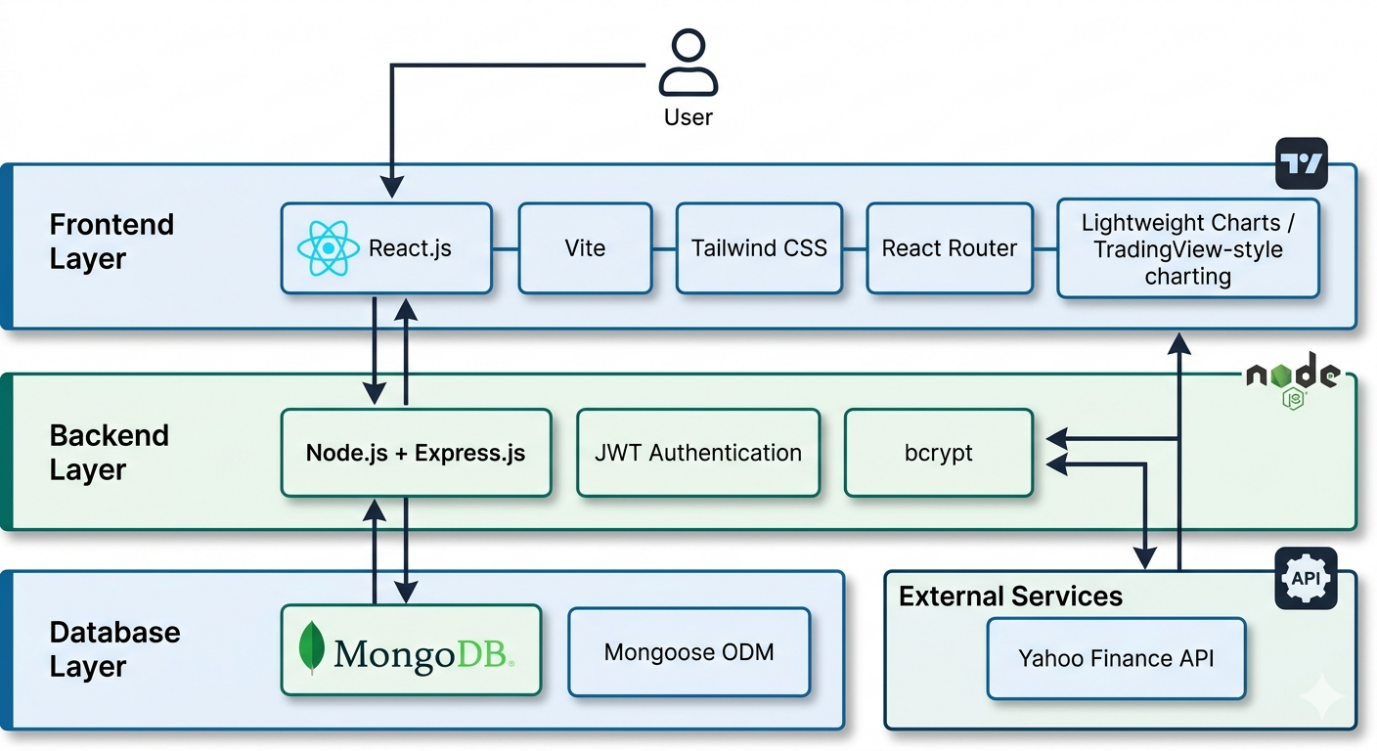 User
Frontend
Layer
React.js
Vite
Tailwind CSS
React Router
Lightweight Charts /
TradingView-style
charting
node
JS
Backend
Layer
Node.js + Express.js
JWT Authentication
bcrypt
Database
Layer
MongoDB
Mongoose ODM
API
External Services
Yahoo Finance API